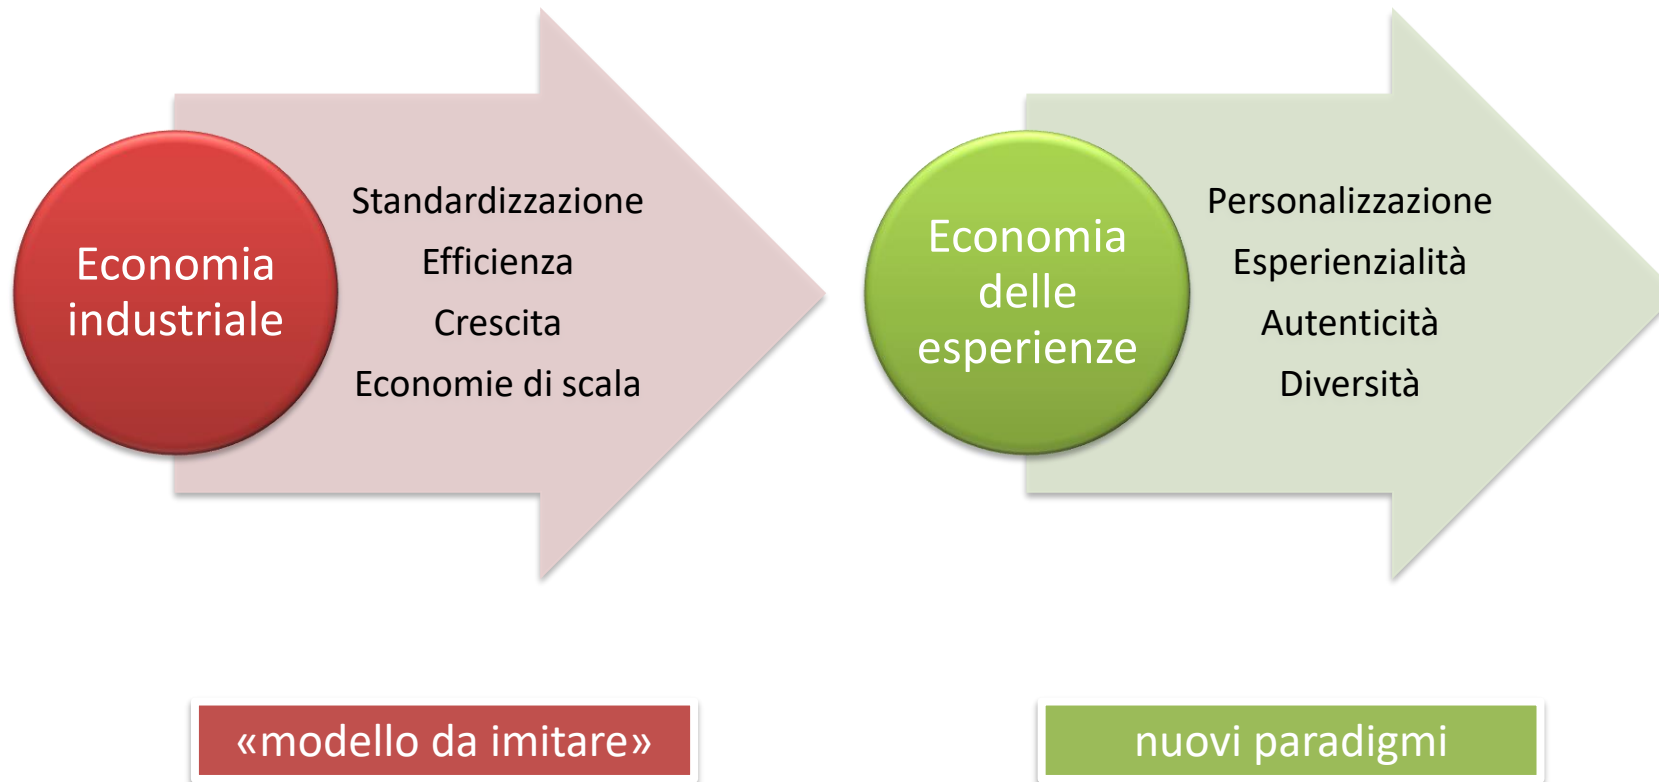 Economia
industriale
Standardizzazione
Efficienza
Crescita
Economie di scala
Economia
delle
esperienze
Personalizzazione
Esperienzialità
Autenticità
Diversità
«modello da imitare»
nuovi paradigmi